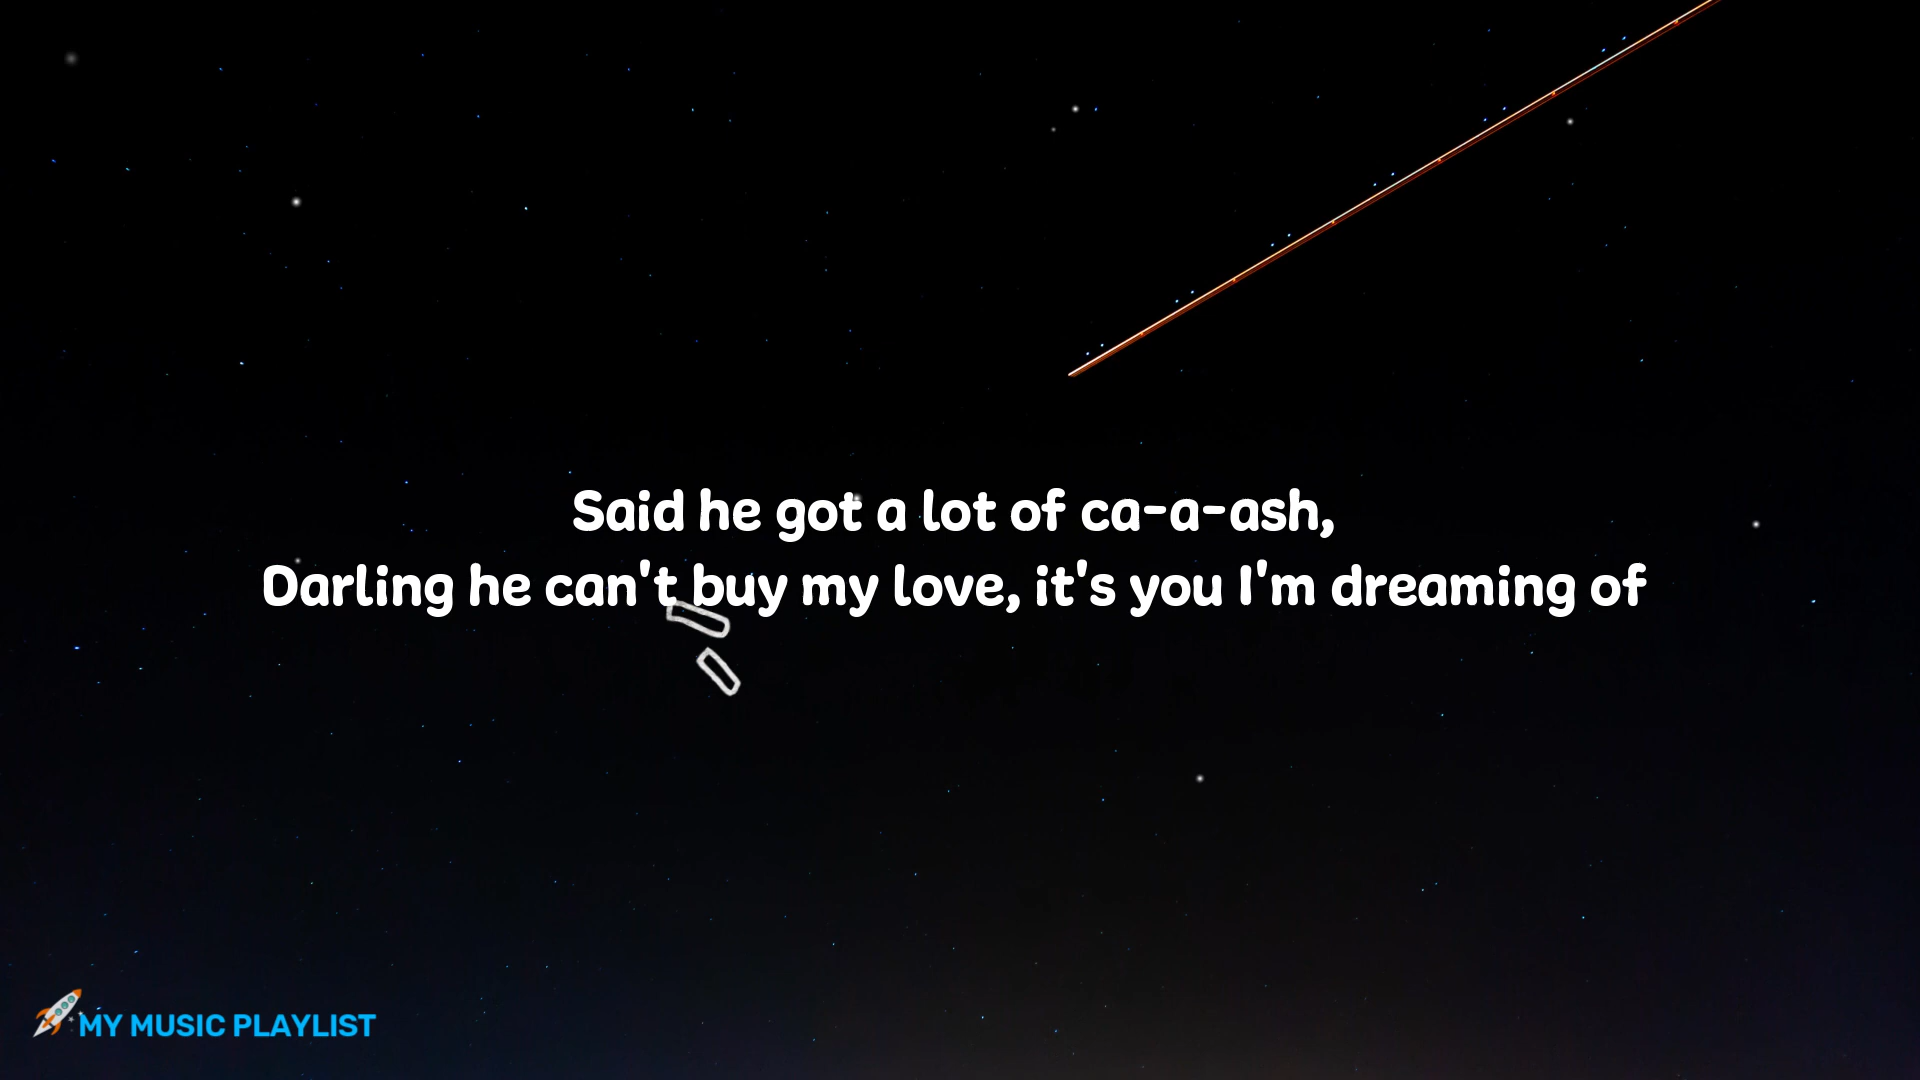 Said he got a lot of ca-a-ash,
Darling he can't buy my love, it's you I'm dreaming of
MY MUSIC PLAYLIST